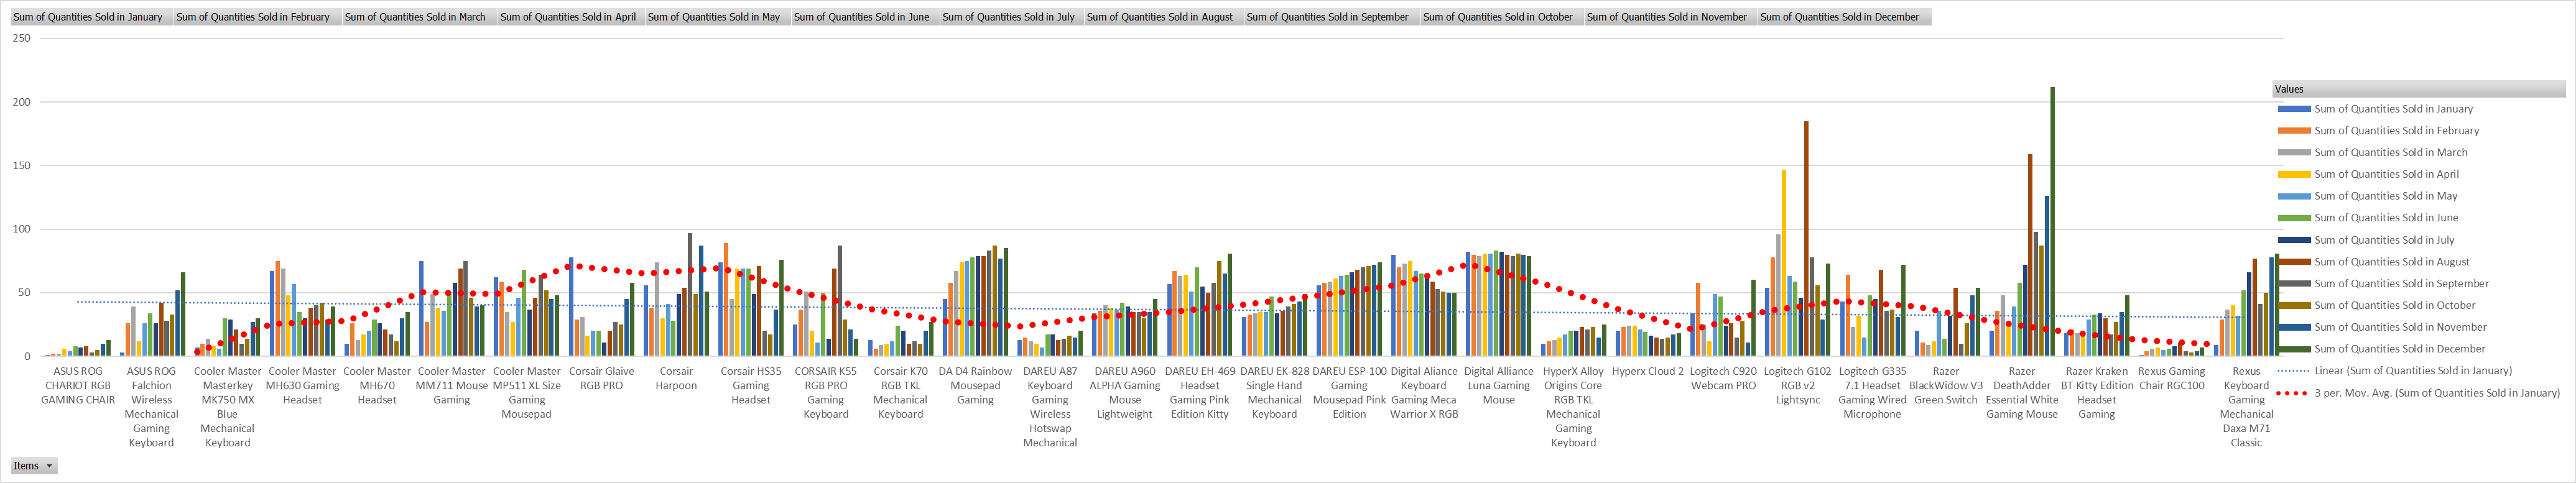 Sum of Quantities Sold in January Sum of Quantities Sold in February Sum of Quantities Sold in March Sum of Quantities Sold in April Sum of Quantities Sold in May Sum of Quantities Sold in June Sum of Quantities Sold in July Sum of Quantities Sold in August Sum of Quantities Sold in September Sum of Quantities Sold in October Sum of Quantities Sold in November Sum of Quantities Sold in December
250
200
150
100
50
0
ASUS ROG
CHARIOT RGB
GAMING CHAIR
ASUS ROG
Falchion
Wireless
Mechanical
Gaming
Keyboard
Cooler Master
Masterkey
MK750 MX
Blue
Mechanical
Keyboard
Cooler Master
MH630 Gaming
Headset
Cooler Master
MH670
Headset
Cooler Master
MM711 Mouse
Gaming
Cooler Master
MP511 XL Size
Gaming
Mousepad
Corsair Glaive
RGB PRO
Corsair
Harpoon
Corsair HS35
Gaming
Headset
CORSAIR K55
RGB PRO
Gaming
Keyboard
Corsair K70
RGB TKL
Mechanical
Keyboard
DA D4 Rainbow
Mousepad
Gaming
DAREU A87
Keyboard
Gaming
Wireless
Hotswap
Mechanical
DAREU A960
ALPHA Gaming
Mouse
Lightweight
DAREU EH-469
Headset
Gaming Pink
Edition Kitty
DAREU EK-828
Single Hand
Mechanical
Keyboard
DAREU ESP-100
Gaming
Mousepad Pink
Edition
Digital Aliance
Keyboard
Gaming Meca
Warrior X RGB
Digital Alliance
Luna Gaming
Mouse
HyperX Alloy
Origins Core
RGB TKL
Mechanical
Gaming
Keyboard
Hyperx Cloud 2
Logitech C920
Webcam PRO
Logitech G102
RGB v2
Lightsync
Logitech G335
7.1 Headset
Gaming Wired
Microphone
Razer
BlackWidow V3
Green Switch
Razer
DeathAdder
Essential White
Gaming Mouse
Razer Kraken
BT Kitty Edition
Headset
Gaming
Rexus Gaming
Chair RGC100
Rexus
Keyboard
Gaming
Mechanical
Daxa M71
Classic
Values
Sum of Quantities Sold in January
Sum of Quantities Sold in February
Sum of Quantities Sold in March
Sum of Quantities Sold in April
Sum of Quantities Sold in May
Sum of Quantities Sold in June
Sum of Quantities Sold in July
Sum of Quantities Sold in August
Sum of Quantities Sold in September
Sum of Quantities Sold in October
Sum of Quantities Sold in November
Sum of Quantities Sold in December
Linear (Sum of Quantities Sold in January)
3 per. Mov. Avg. (Sum of Quantities Sold in January)
Items